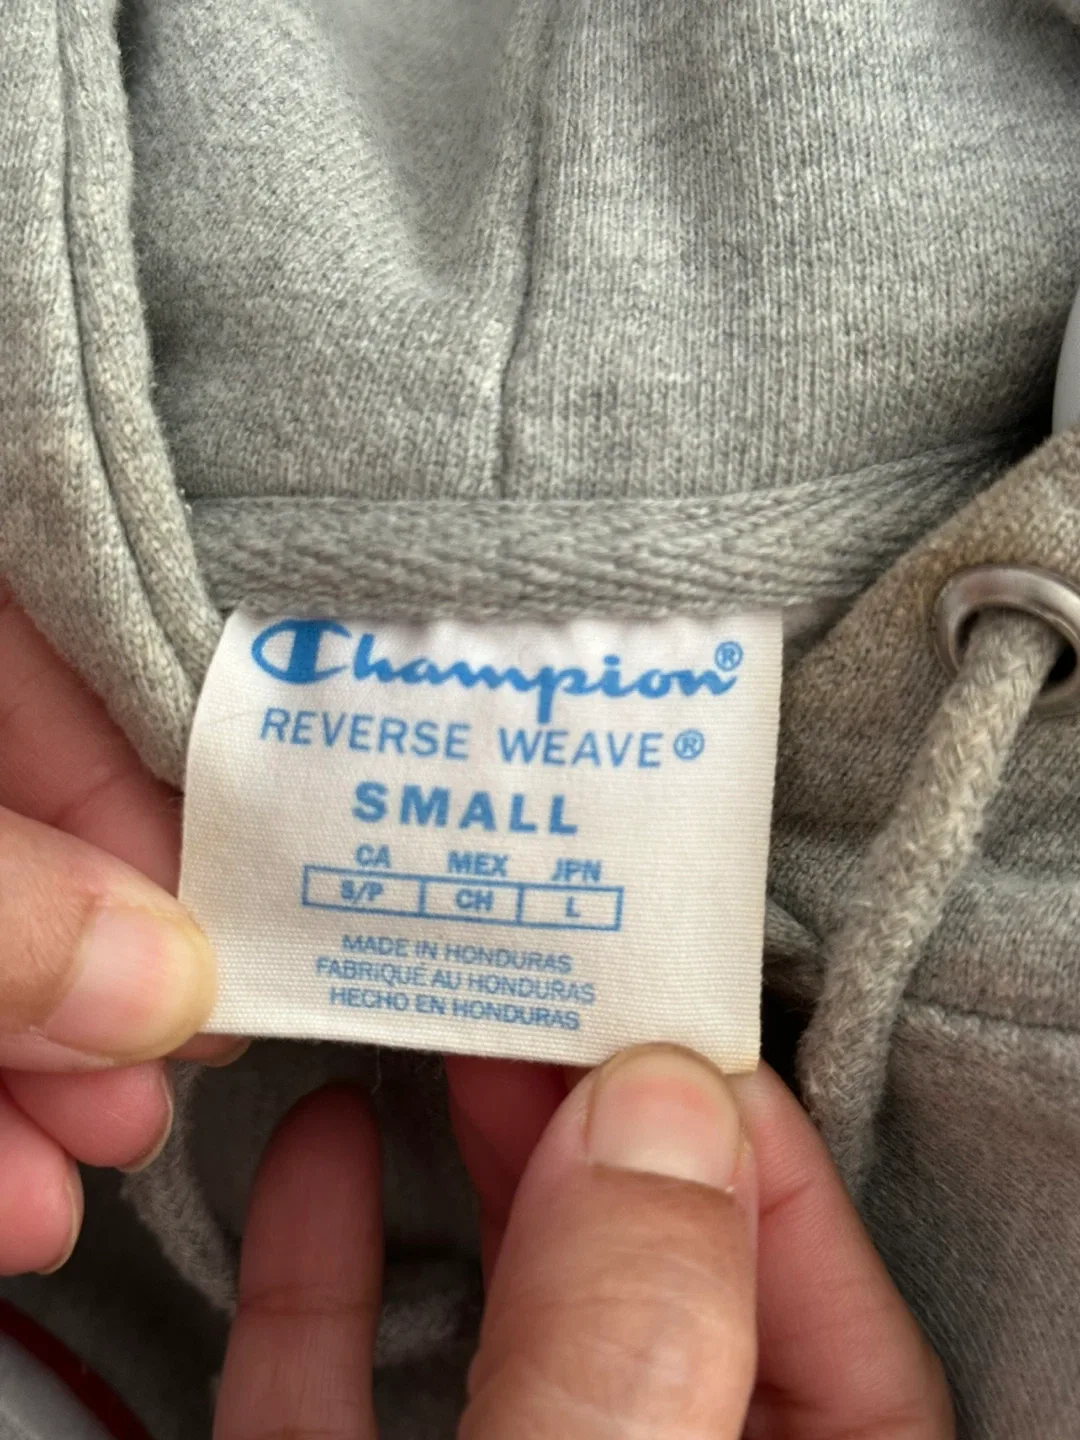 Champion®
REVERSE WEAVE®
SMALL
CA MEX JPN
S/P CH L
MADE IN HONDURAS
FABRIQUÉ AU HONDURAS
HECHO EN HONDURAS